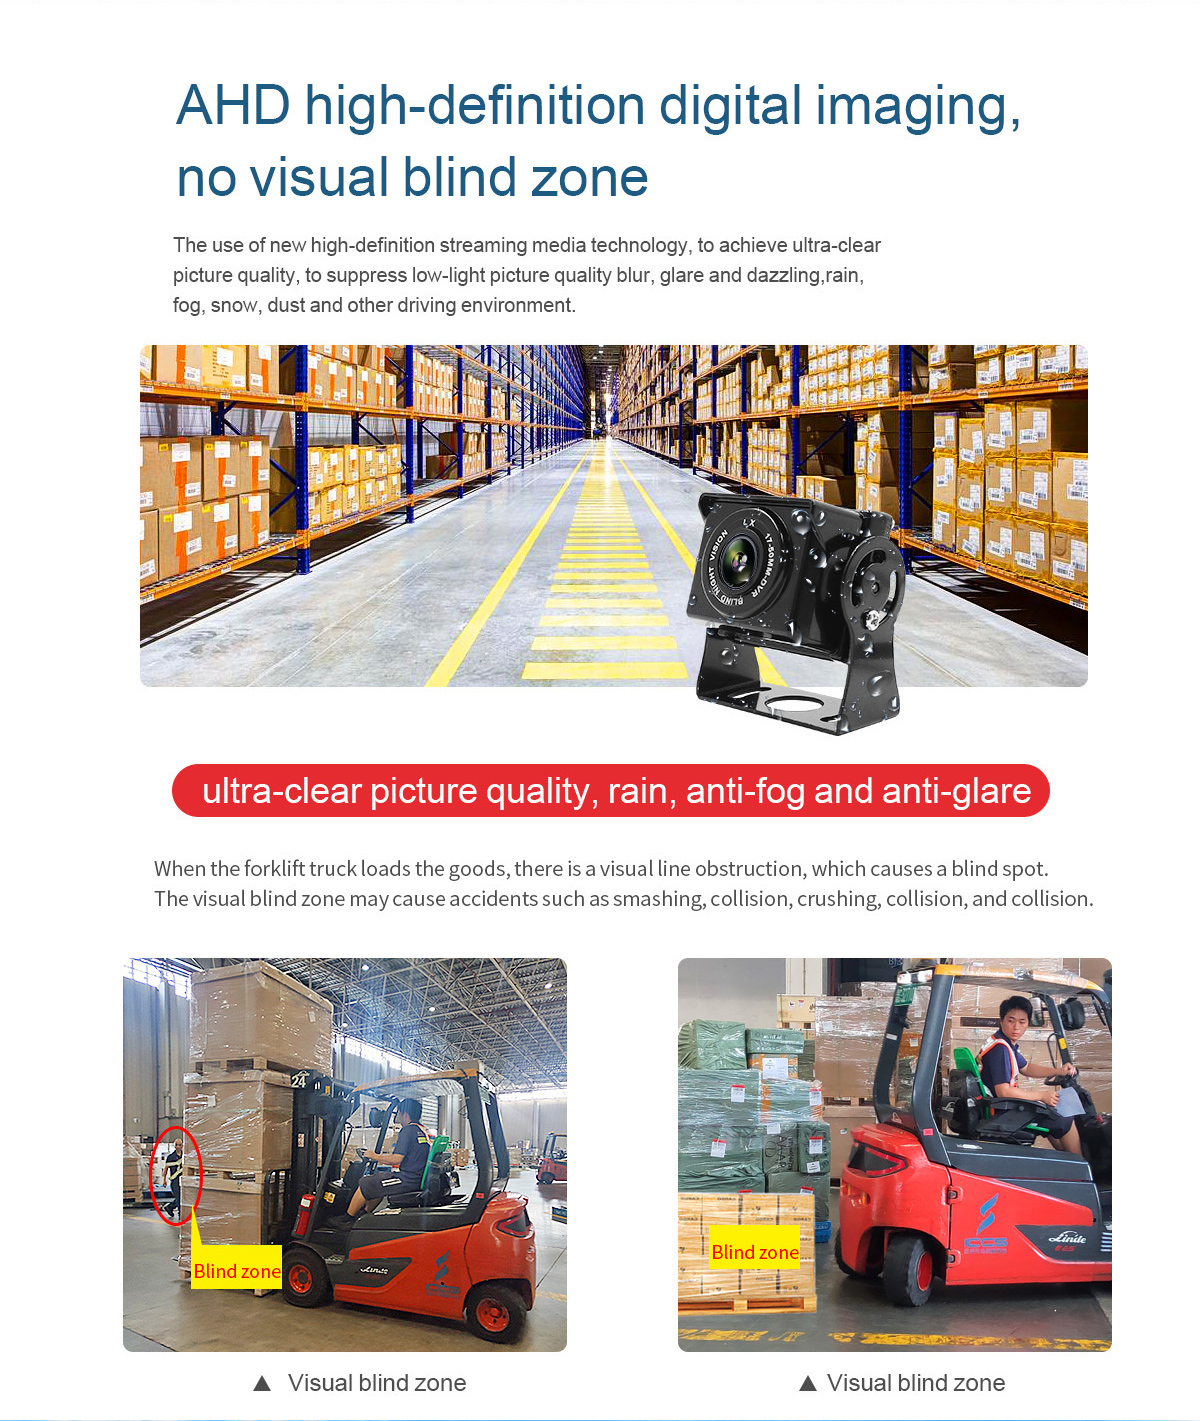 AHD high-definition digital imaging,
no visual blind zone
The use of new high-definition streaming media technology, to achieve ultra-clear
picture quality, to suppress low-light picture quality blur, glare and dazzling,rain,
fog, snow, dust and other driving environment.
LX
17-50MM-DVR
BLIND NIGHT VISION
ultra-clear picture quality, rain, anti-fog and anti-glare
When the forklift truck loads the goods, there is a visual line obstruction, which causes a blind spot.
The visual blind zone may cause accidents such as smashing, collision, crushing, collision, and collision.
24
Blind zone
Linde
Blind zone
Linde
E25
▲ Visual blind zone
▲ Visual blind zone